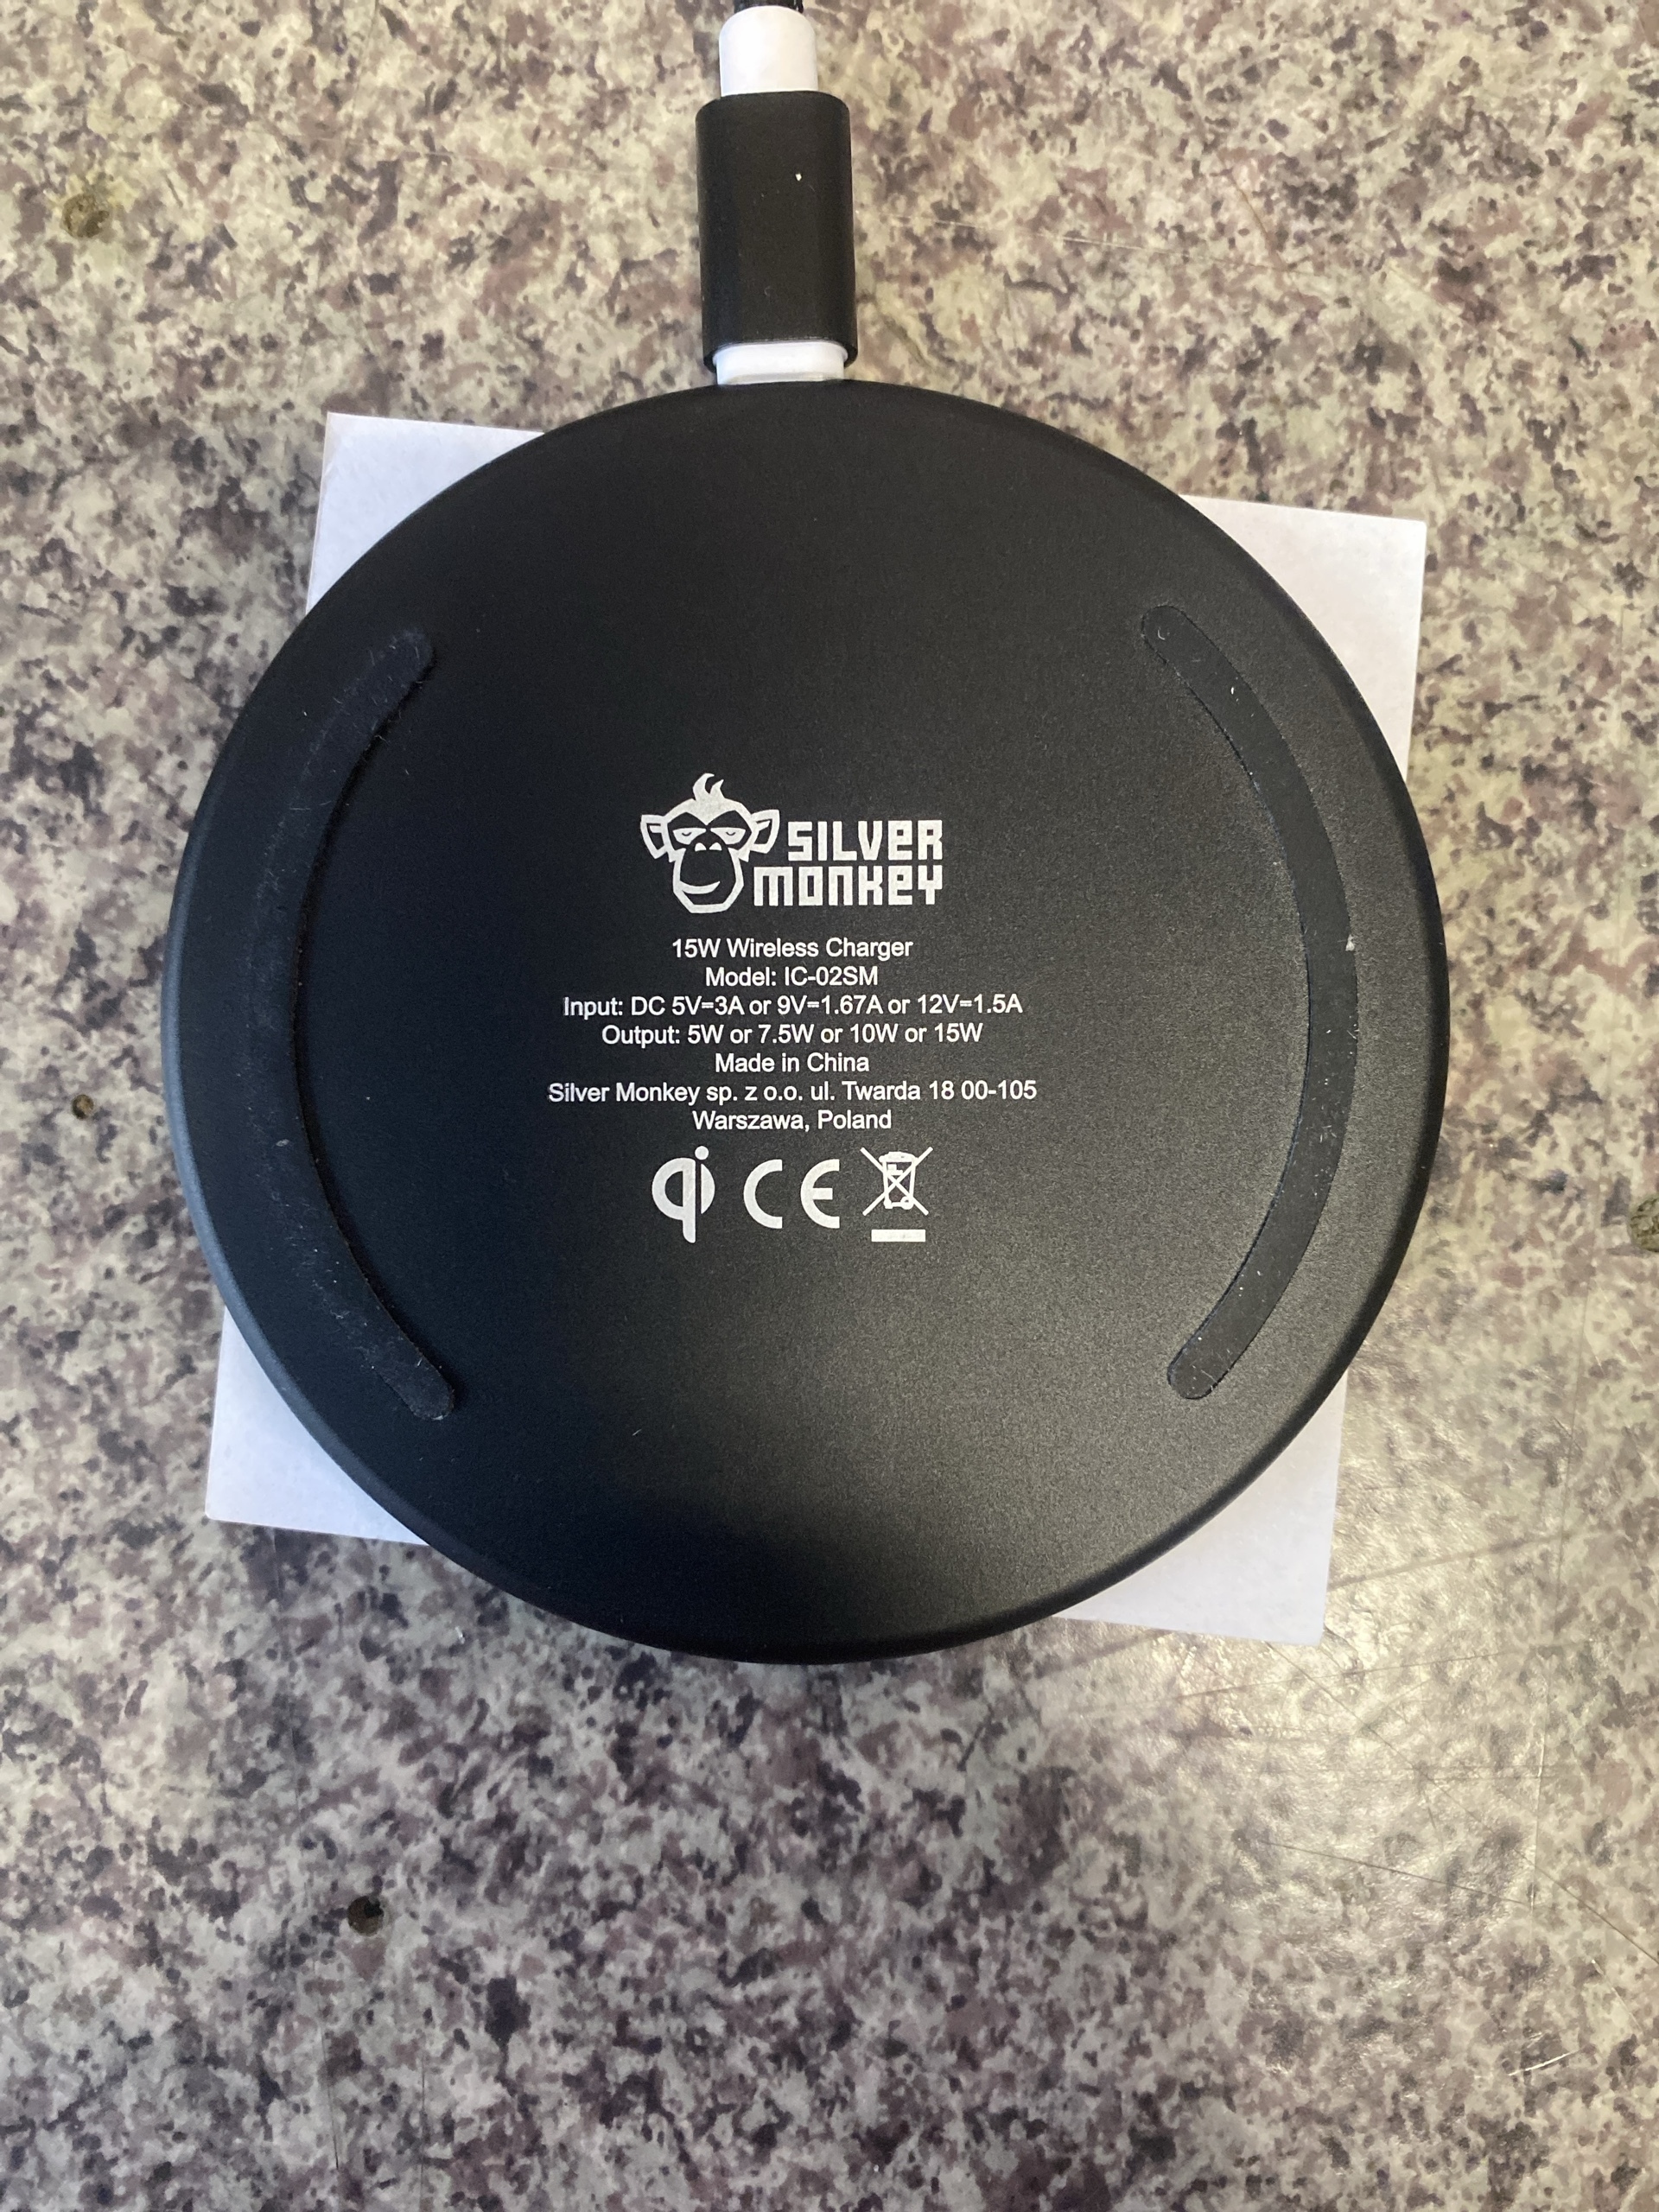 SILVER
MONKEY
15W Wireless Charger
Model: IC-02SM
Input: DC 5V=3A or 9V=1.67A or 12V=1.5A
Output: 5W or 7.5W or 10W or 15W
Made in China
Silver Monkey sp. z o.o. ul. Twarda 18 00-105
Warszawa, Poland
qi CE